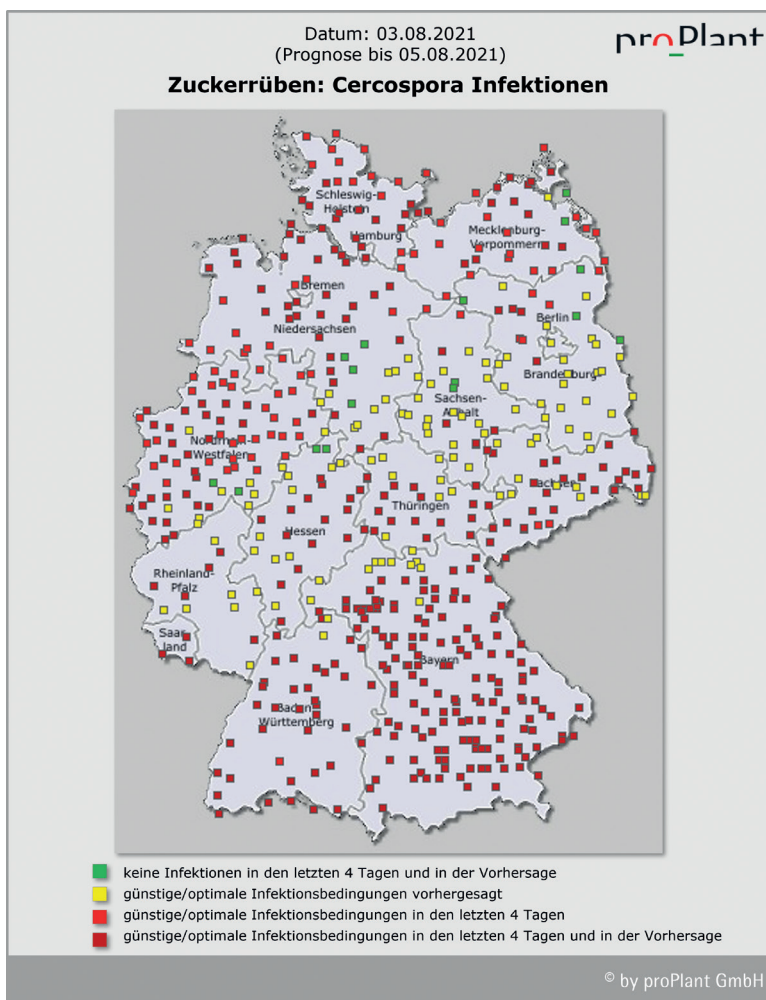 Datum: 03.08.2021
(Prognose bis 05.08.2021)
proPlant
Zuckerrüben: Cercospora Infektionen
Schleswig-
Holstein
Hamburg
Mecklenburg-
Vorpommern
Bremen
Niedersachsen
Berlin
Brandenburg
Sachsen-
Anhalt
Nordrhein-
Westfalen
Sachsen
Thüringen
Hessen
Rheinland-
Pfalz
Saar
land
Bayern
Baden-
Württemberg
keine Infektionen in den letzten 4 Tagen und in der Vorhersage
günstige/optimale Infektionsbedingungen vorhergesagt
günstige/optimale Infektionsbedingungen in den letzten 4 Tagen
günstige/optimale Infektionsbedingungen in den letzten 4 Tagen und in der Vorhersage
© by proPlant GmbH